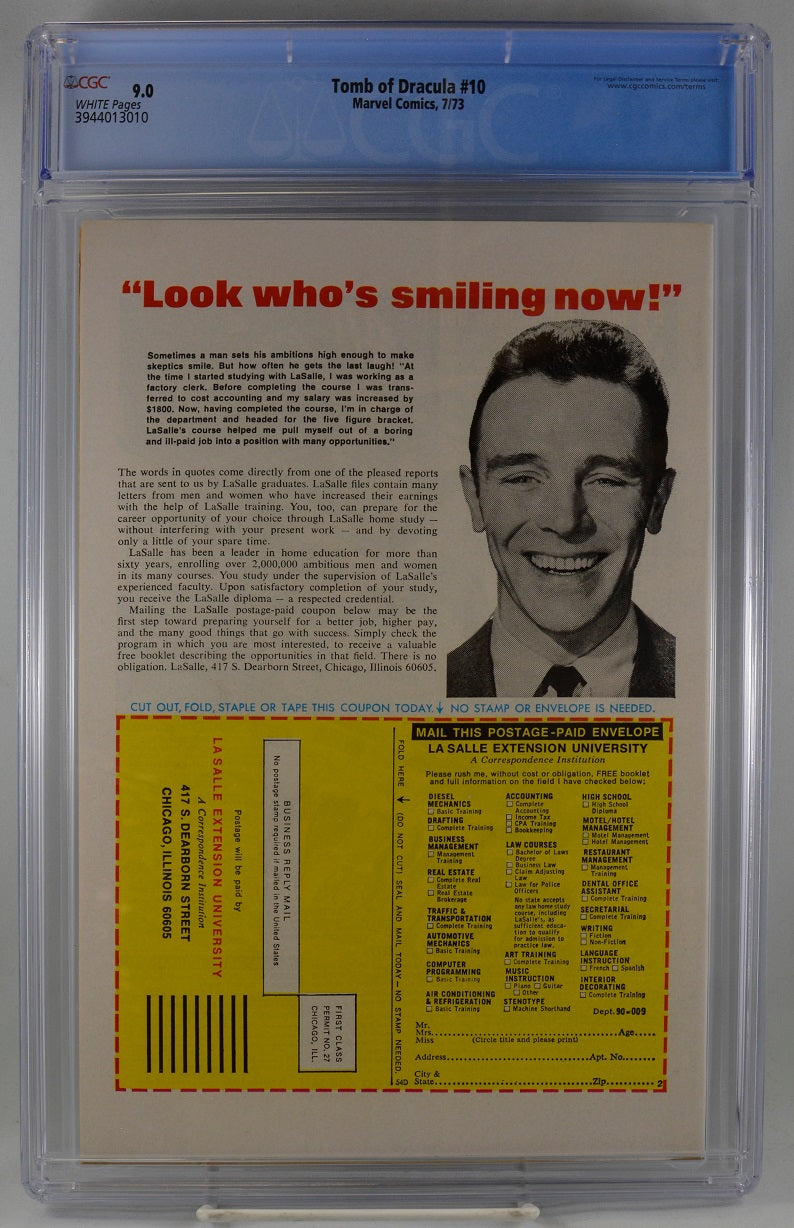 CGC
9.0
WHITE Pages
3944013010
Tomb of Dracula #10
Marvel Comics, 7/73
For Legal Disclaimer and Service Terms please visit:
www.cgccomics.com/terms
CGC
“Look who’s smiling now!”
Sometimes a man sets his ambitions high enough to make
skeptics smile. But how often he gets the last laugh! "At
the time I started studying with LaSalle, I was working as a
factory clerk. Before completing the course I was trans-
ferred to cost accounting and my salary was increased by
$1800. Now, having completed the course, I'm in charge of
the department and headed for the five figure bracket.
LaSalle's course helped me pull myself out of a boring
and ill-paid job into a position with many opportunities."
The words in quotes come directly from one of the pleased reports
that are sent to us by LaSalle graduates. LaSalle files contain many
letters from men and women who have increased their earnings
with the help of LaSalle training. You, too, can prepare for the
career opportunity of your choice through LaSalle home study —
without interfering with your present work — and by devoting
only a little of your spare time.
LaSalle has been a leader in home education for more than
sixty years, enrolling over 2,000,000 ambitious men and women
in its many courses. You study under the supervision of LaSalle's
experienced faculty. Upon satisfactory completion of your study,
you receive the LaSalle diploma — a respected credential.
Mailing the LaSalle postage-paid coupon below may be the
first step toward preparing yourself for a better job, higher pay,
and the many good things that go with success. Simply check the
program in which you are most interested, to receive a valuable
free booklet describing the opportunities in that field. There is no
obligation. LaSalle, 417 S. Dearborn Street, Chicago, Illinois 60605.
CUT OUT, FOLD, STAPLE OR TAPE THIS COUPON TODAY. NO STAMP OR ENVELOPE IS NEEDED.
FIRST CLASS
PERMIT NO. 27
CHICAGO, ILL.
BUSINESS REPLY MAIL
No postage stamp required if mailed in the United States
Postage will be paid by
LA SALLE EXTENSION UNIVERSITY
A Correspondence Institution
417 S. DEARBORN STREET
CHICAGO, ILLINOIS 60605
FOLD HERE (DO NOT CUT) SEAL AND MAIL TODAY—NO STAMP NEEDED.
54D
MAIL THIS POSTAGE-PAID ENVELOPE
LA SALLE EXTENSION UNIVERSITY
A Correspondence Institution
Please rush me, without cost or obligation, FREE booklet
and full information on the field I have checked below;
DIESEL
MECHANICS
Basic Training
DRAFTING
Complete Training
BUSINESS
MANAGEMENT
Management
Training
REAL ESTATE
Complete Real
Estate
Real Estate
Brokerage
TRAFFIC &
TRANSPORTATION
Complete Training
AUTOMOTIVE
MECHANICS
Basic Training
COMPUTER
PROGRAMMING
Basic Training
AIR CONDITIONING
& REFRIGERATION
Basic Training
ACCOUNTING
Complete
Accounting
Income Tax
CPA Training
Bookkeeping
LAW COURSES
Bachelor of Laws
Degree
Business Law
Claim Adjusting
Law
Law for Police
Officers
No state accepts
any law home study
course, including
LaSalle's, as
sufficient educa-
tion to qualify
for admission to
practice law.
ART TRAINING
Complete Training
MUSIC
INSTRUCTION
Piano Guitar
Other
STENOTYPE
Machine Shorthand
HIGH SCHOOL
High School
Diploma
MOTEL/HOTEL
MANAGEMENT
Motel Management
Hotel Management
RESTAURANT
MANAGEMENT
Management
Training
DENTAL OFFICE
ASSISTANT
Complete Training
SECRETARIAL
Complete Training
WRITING
Fiction
Non-Fiction
LANGUAGE
INSTRUCTION
French Spanish
INTERIOR
DECORATING
Complete Training
Dept. 90-009
Mr.
Mrs. Age
Miss (Circle title and please print)
Address Apt. No.
City &
State Zip 2